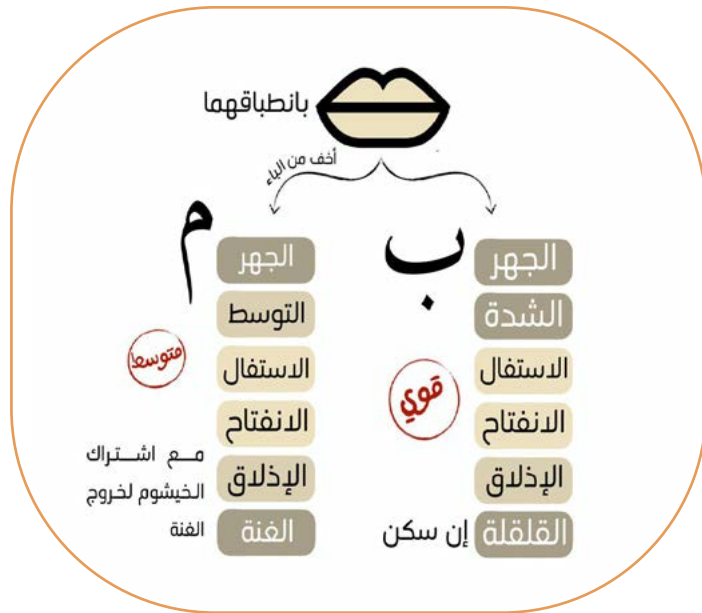 بانطباقهما
أخف من الباء
ب
الجهر
الشدة
الاستفال
الانفتاح
الإذلاق
القلقلة إن سكن
قوي
م
الجهر
التوسط
الاستفال
الانفتاح
الإذلاق
الغنة
متوسط
مع اشتراك
الخيشوم لخروج
الغنة